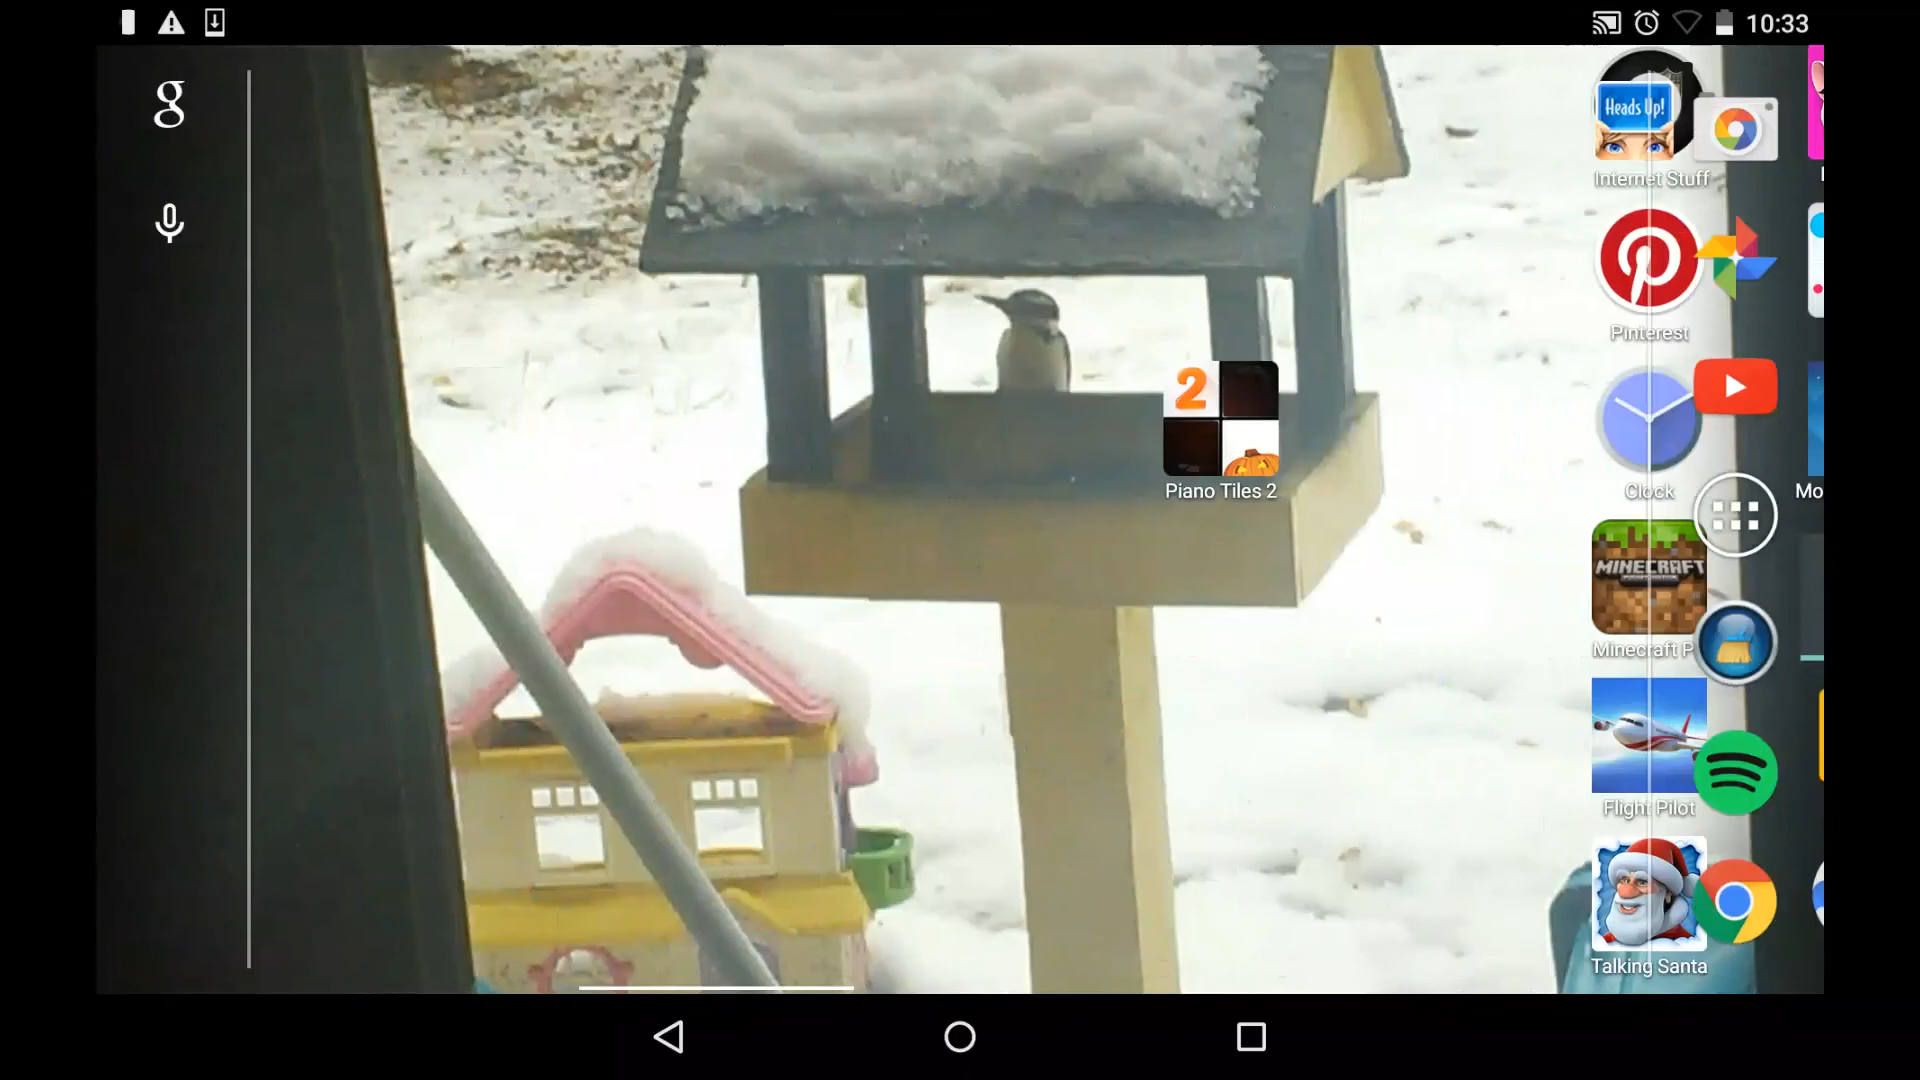 10:33
g
Heads Up!
Internet Stuff
Pinterest
2
Piano Tiles 2
Clock
Mo
MINECRAFT
Minecraft P
Flight Pilot
Talking Santa